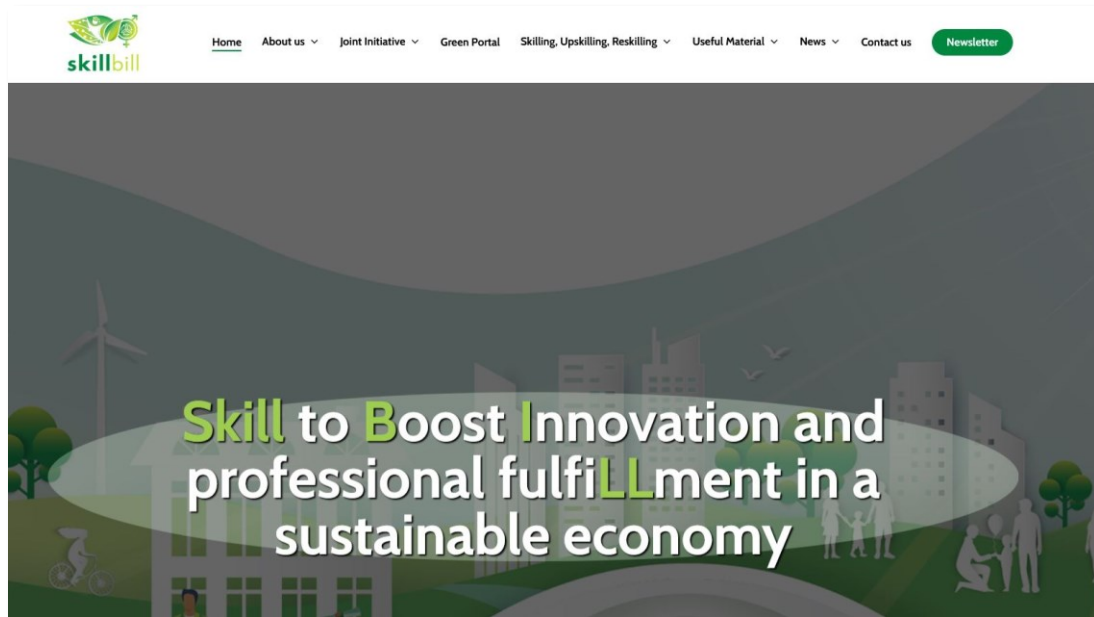 skillbill
Home About us Joint Initiative Green Portal Skilling, Upskilling, Reskilling Useful Material News Contact us Newsletter
Skill to Boost Innovation and
professional fulfiLLment in a
sustainable economy